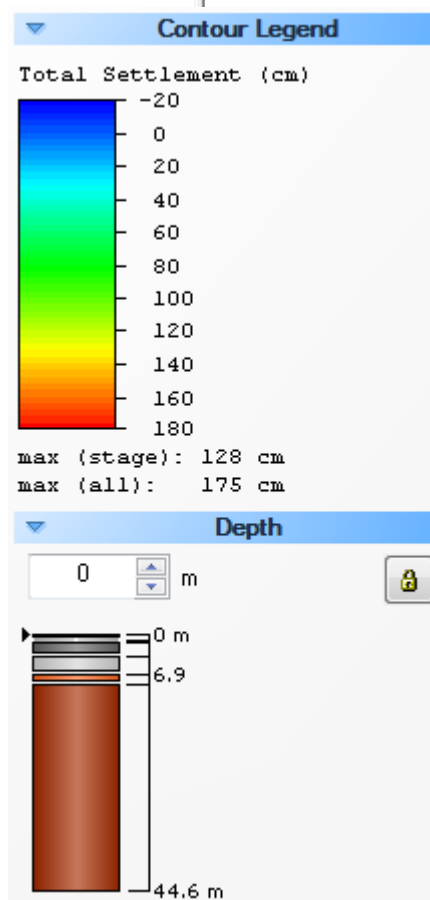 Contour Legend
Total Settlement (cm)
-20
0
20
40
60
80
100
120
140
160
180
max (stage): 128 cm
max (all): 175 cm
Depth
0 m
0 m
6.9
44.6 m